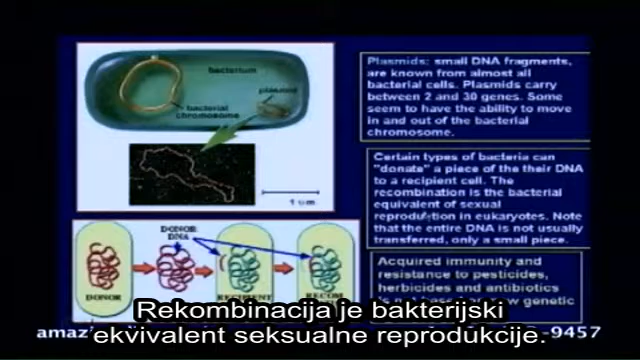 bacterium
plasmid
bacterial
chromosome
1 um
Plasmids: small DNA fragments,
are known from almost all
bacterial cells. Plasmids carry
between 2 and 30 genes. Some
seem to have the ability to move
in and out of the bacterial
chromosome.
Certain types of bacteria can
"donate" a piece of the their DNA
to a recipient cell. The
recombination is the bacterial
equivalent of sexual
reproduction in eukaryotes. Note
that the entire DNA is not usually
transferred, only a small piece.
DONOR
DNA
DONOR
RECIPIENT
Acquired immunity and
resistance to pesticides,
herbicides and antibiotics
genetic
Rekombinacija je bakterijski
ekvivalent seksualne reprodukcije.
-9457